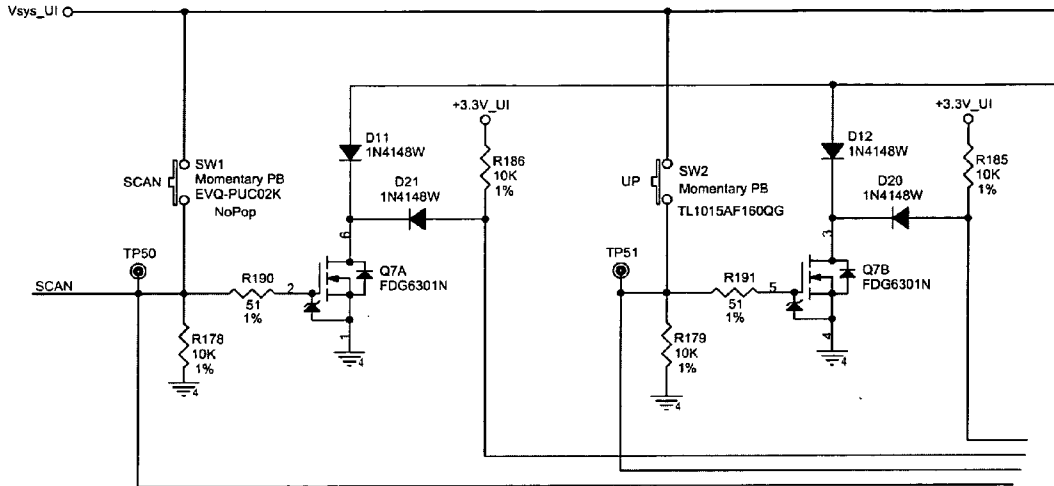 Vsys_UI
SW1
Momentary PB
EVQ-PUC02K
NoPop
SCAN
D11
1N4148W
D21
1N4148W
+3.3V_UI
R186
10K
1%
TP50
SCAN
R190
51
1%
2
6
Q7A
FDG6301N
1
4
R178
10K
1%
4
SW2
Momentary PB
TL1015AF160QG
UP
D12
1N4148W
D20
1N4148W
+3.3V_UI
R185
10K
1%
TP51
R191
51
1%
5
3
Q7B
FDG6301N
4
4
R179
10K
1%
4